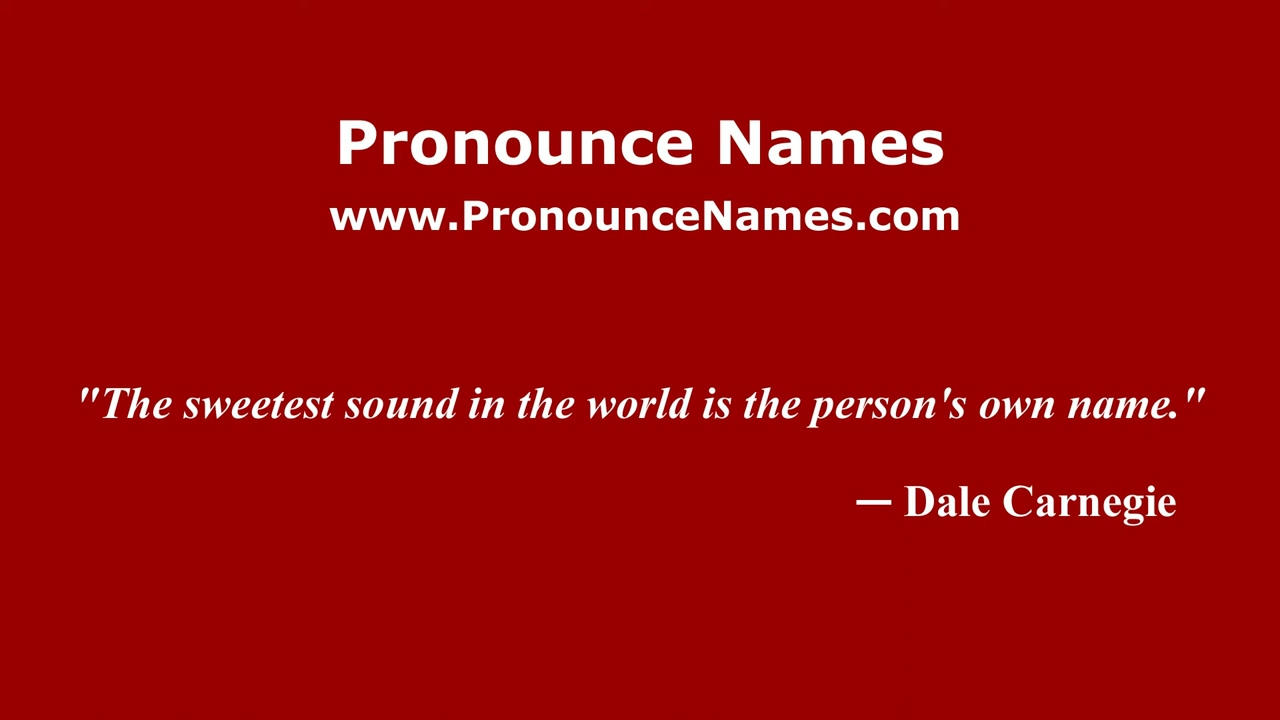 Pronounce Names
www.PronounceNames.com
"The sweetest sound in the world is the person's own name."
— Dale Carnegie